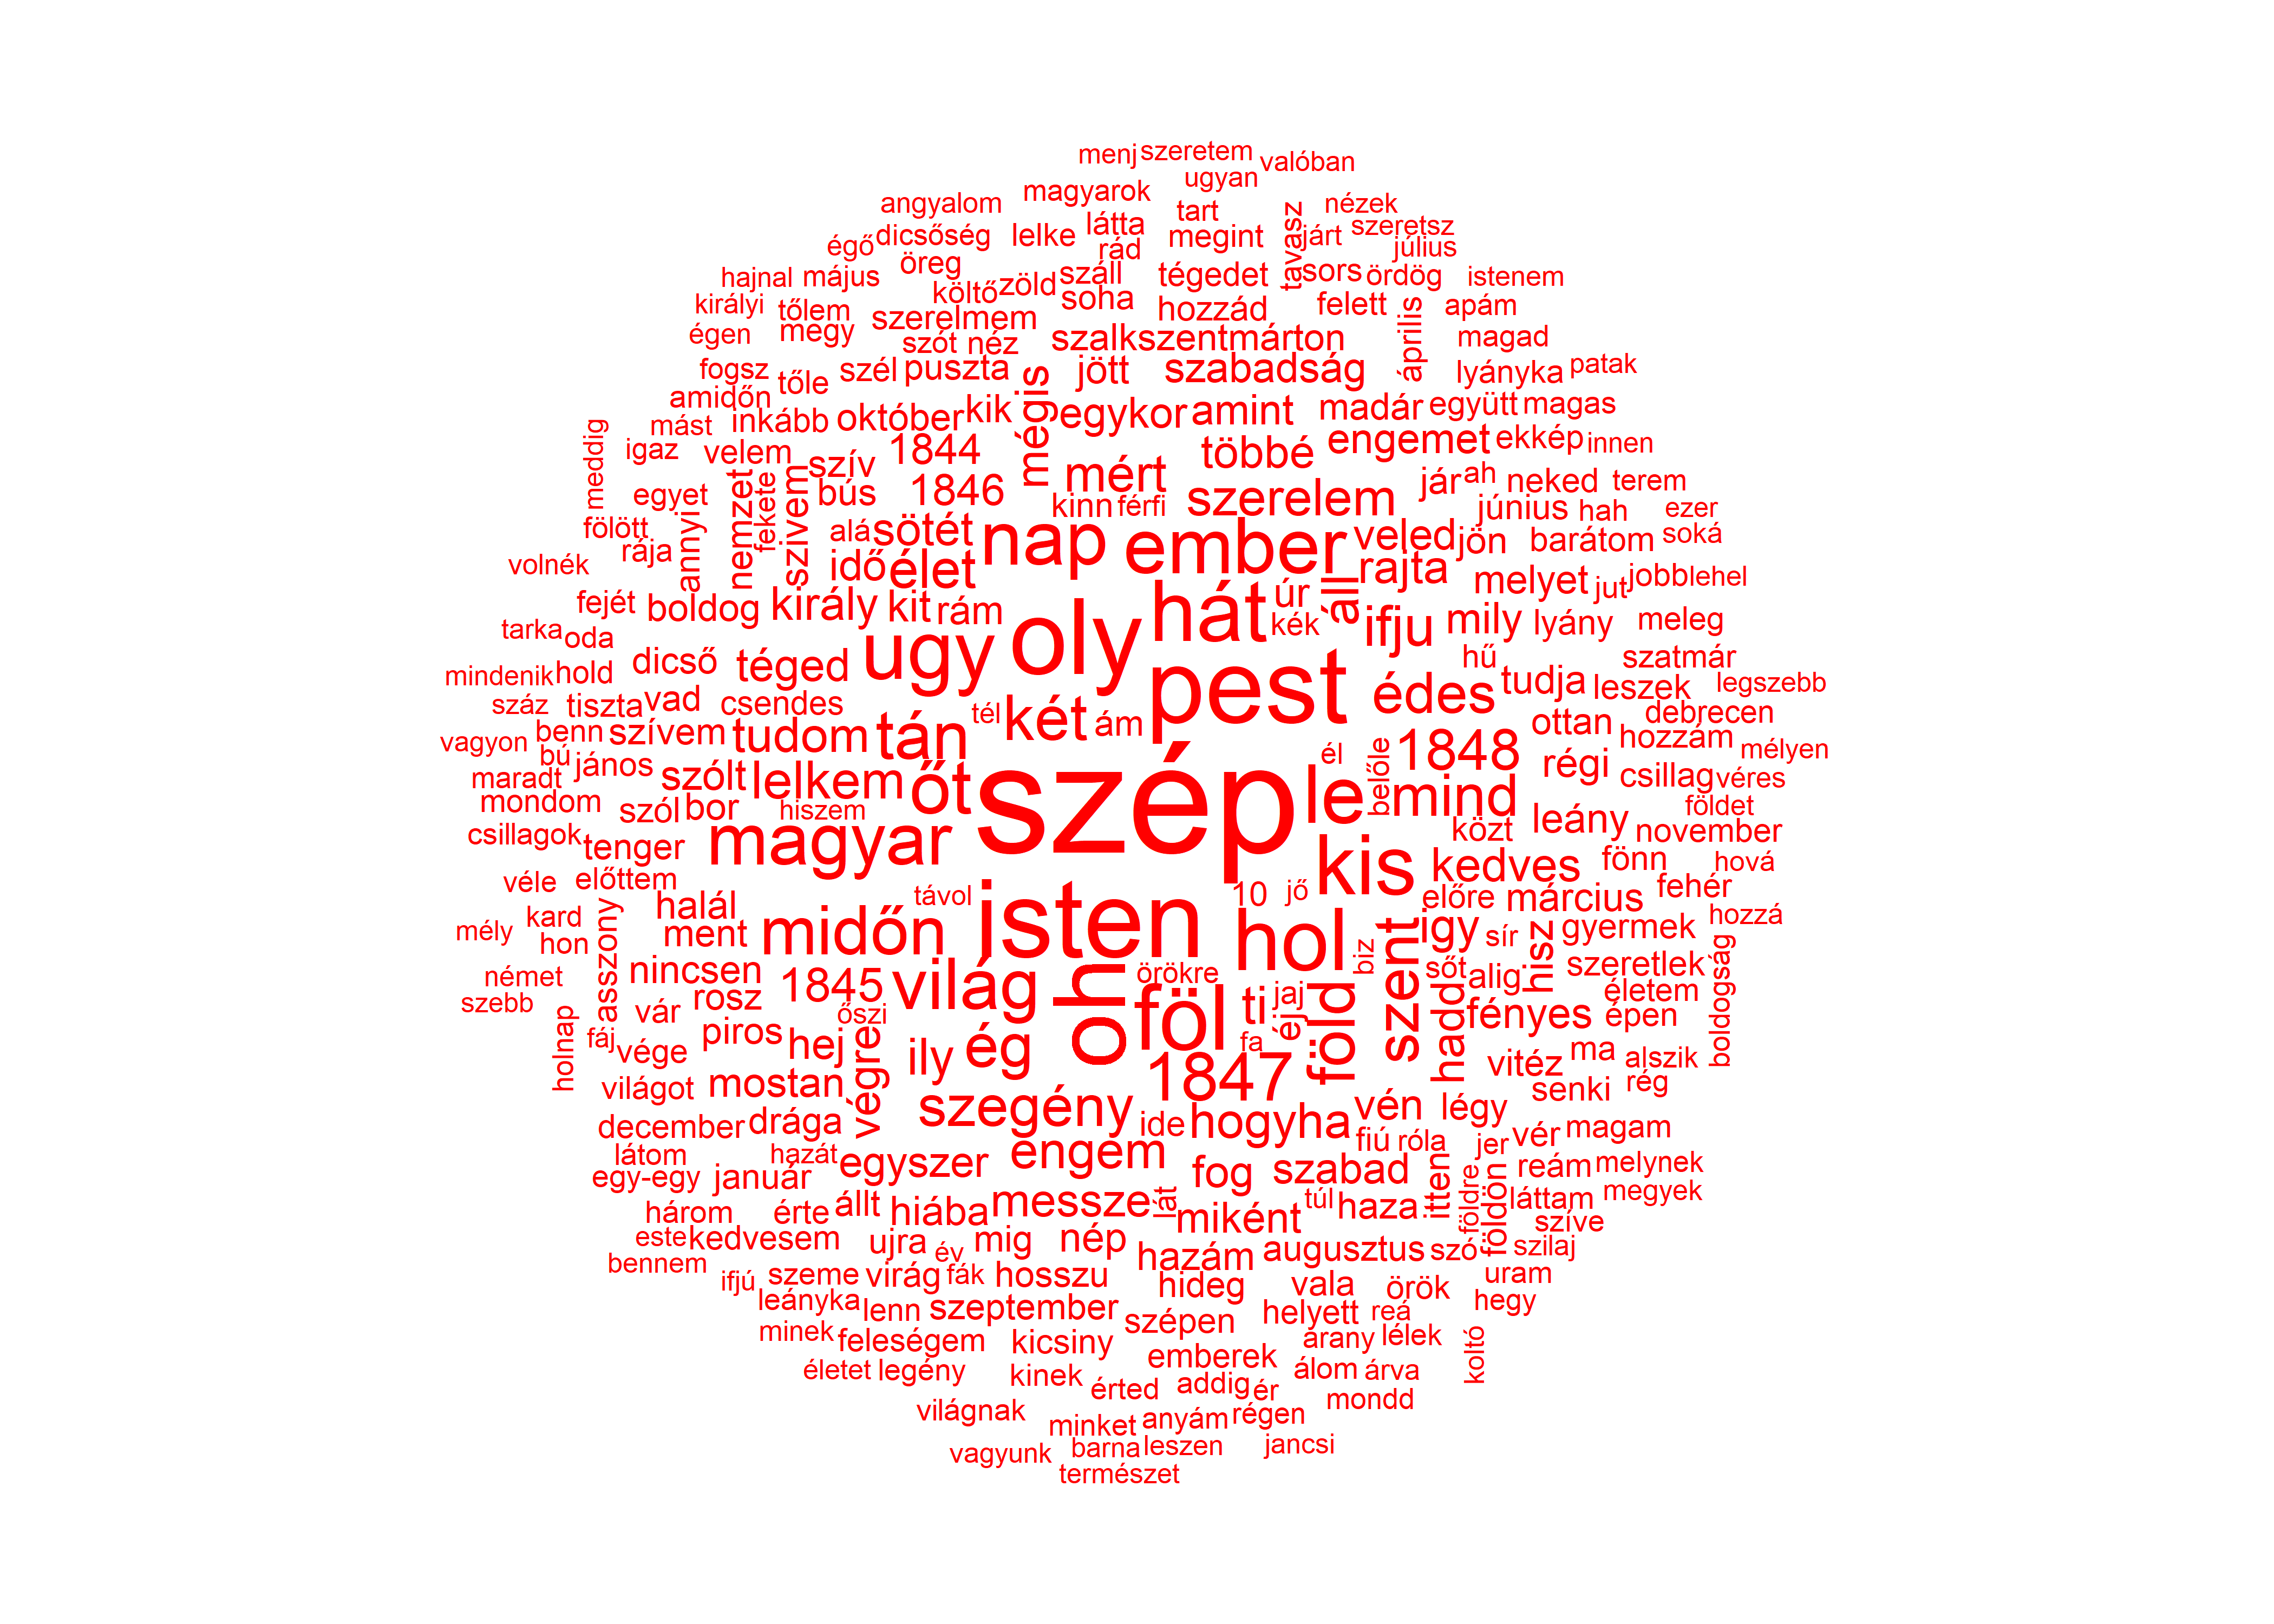 menj szeretem valóban
magyarok ugyan
angyalom látta tart tavasz nézek
égő dicsőség lelke rád megint járt szeretsz
július
hajnal május öreg száll tégedet sors ördög istenem
királyi tőlem költő zöld soha hozzád felett április apám
égen megy szerelmem szalkszentmárton magad
szót néz
fogsz tőle szél puszta jött szabadság lyányka patak
amidőn mégis
meddig mást inkább október kik egykor amint madár együtt magas
igaz velem szív 1844 többé engemet ekkép innen
egyet nemzet fekete szivem bús 1846 mért szerelem jár ah neked terem
fölött annyi kinn férfi június hah ezer
rája alá sötét nap ember veled jön barátom soká
volnék idő élet áll rajta melyet jut jobb lehel
fejét boldog király kit rám oly hát úr ifju mily lyány meleg
tarka oda ugy kék
mindenik hold dicső téged pest hű szatmár
száz tiszta vad csendes tél két ám édes tudja leszek legszebb
vagyon benn szívem tudom tán ottan debrecen
bú él belőle 1848 hozzám mélyen
maradt jános szólt lelkem őt szép le mind régi csillag véres
mondom szól bor hiszem földet
csillagok tenger magyar közt leány november
véle előttem kis kedves fönn hová
mély kard asszony halál távol isten 10 jő előre március fehér
hon ment midőn hol biz szent igy sír hisz gyermek hozzá
német nincsen világ oh örökre sőt alig szeretlek boldogság
szebb vár rosz 1845 őszi föl ti jaj föld hadd fényes életem
holnap fáj vége piros hej végre ily ég fa éj épen
világot mostan 1847 vitéz ma alszik
december drága szegény ide hogyha vén légy senki rég
látom hazát engem fiú róla jer vér magam
egy-egy január egyszer fog szabad itten földre földön reám melynek
három érte állt hiába messze lát miként túl haza láttam megyek
este kedvesem ujra év mig nép hazám augusztus szó szíve szilaj
bennem ifjú szeme virág fák hosszu hideg vala örök uram
leányka lenn szeptember szépen helyett reá hegy
minek feleségem kicsiny emberek arany lélek koltó
életet legény kinek érted addig ér álom árva
világnak minket anyám régen mondd
vagyunk barna leszen jancsi
természet